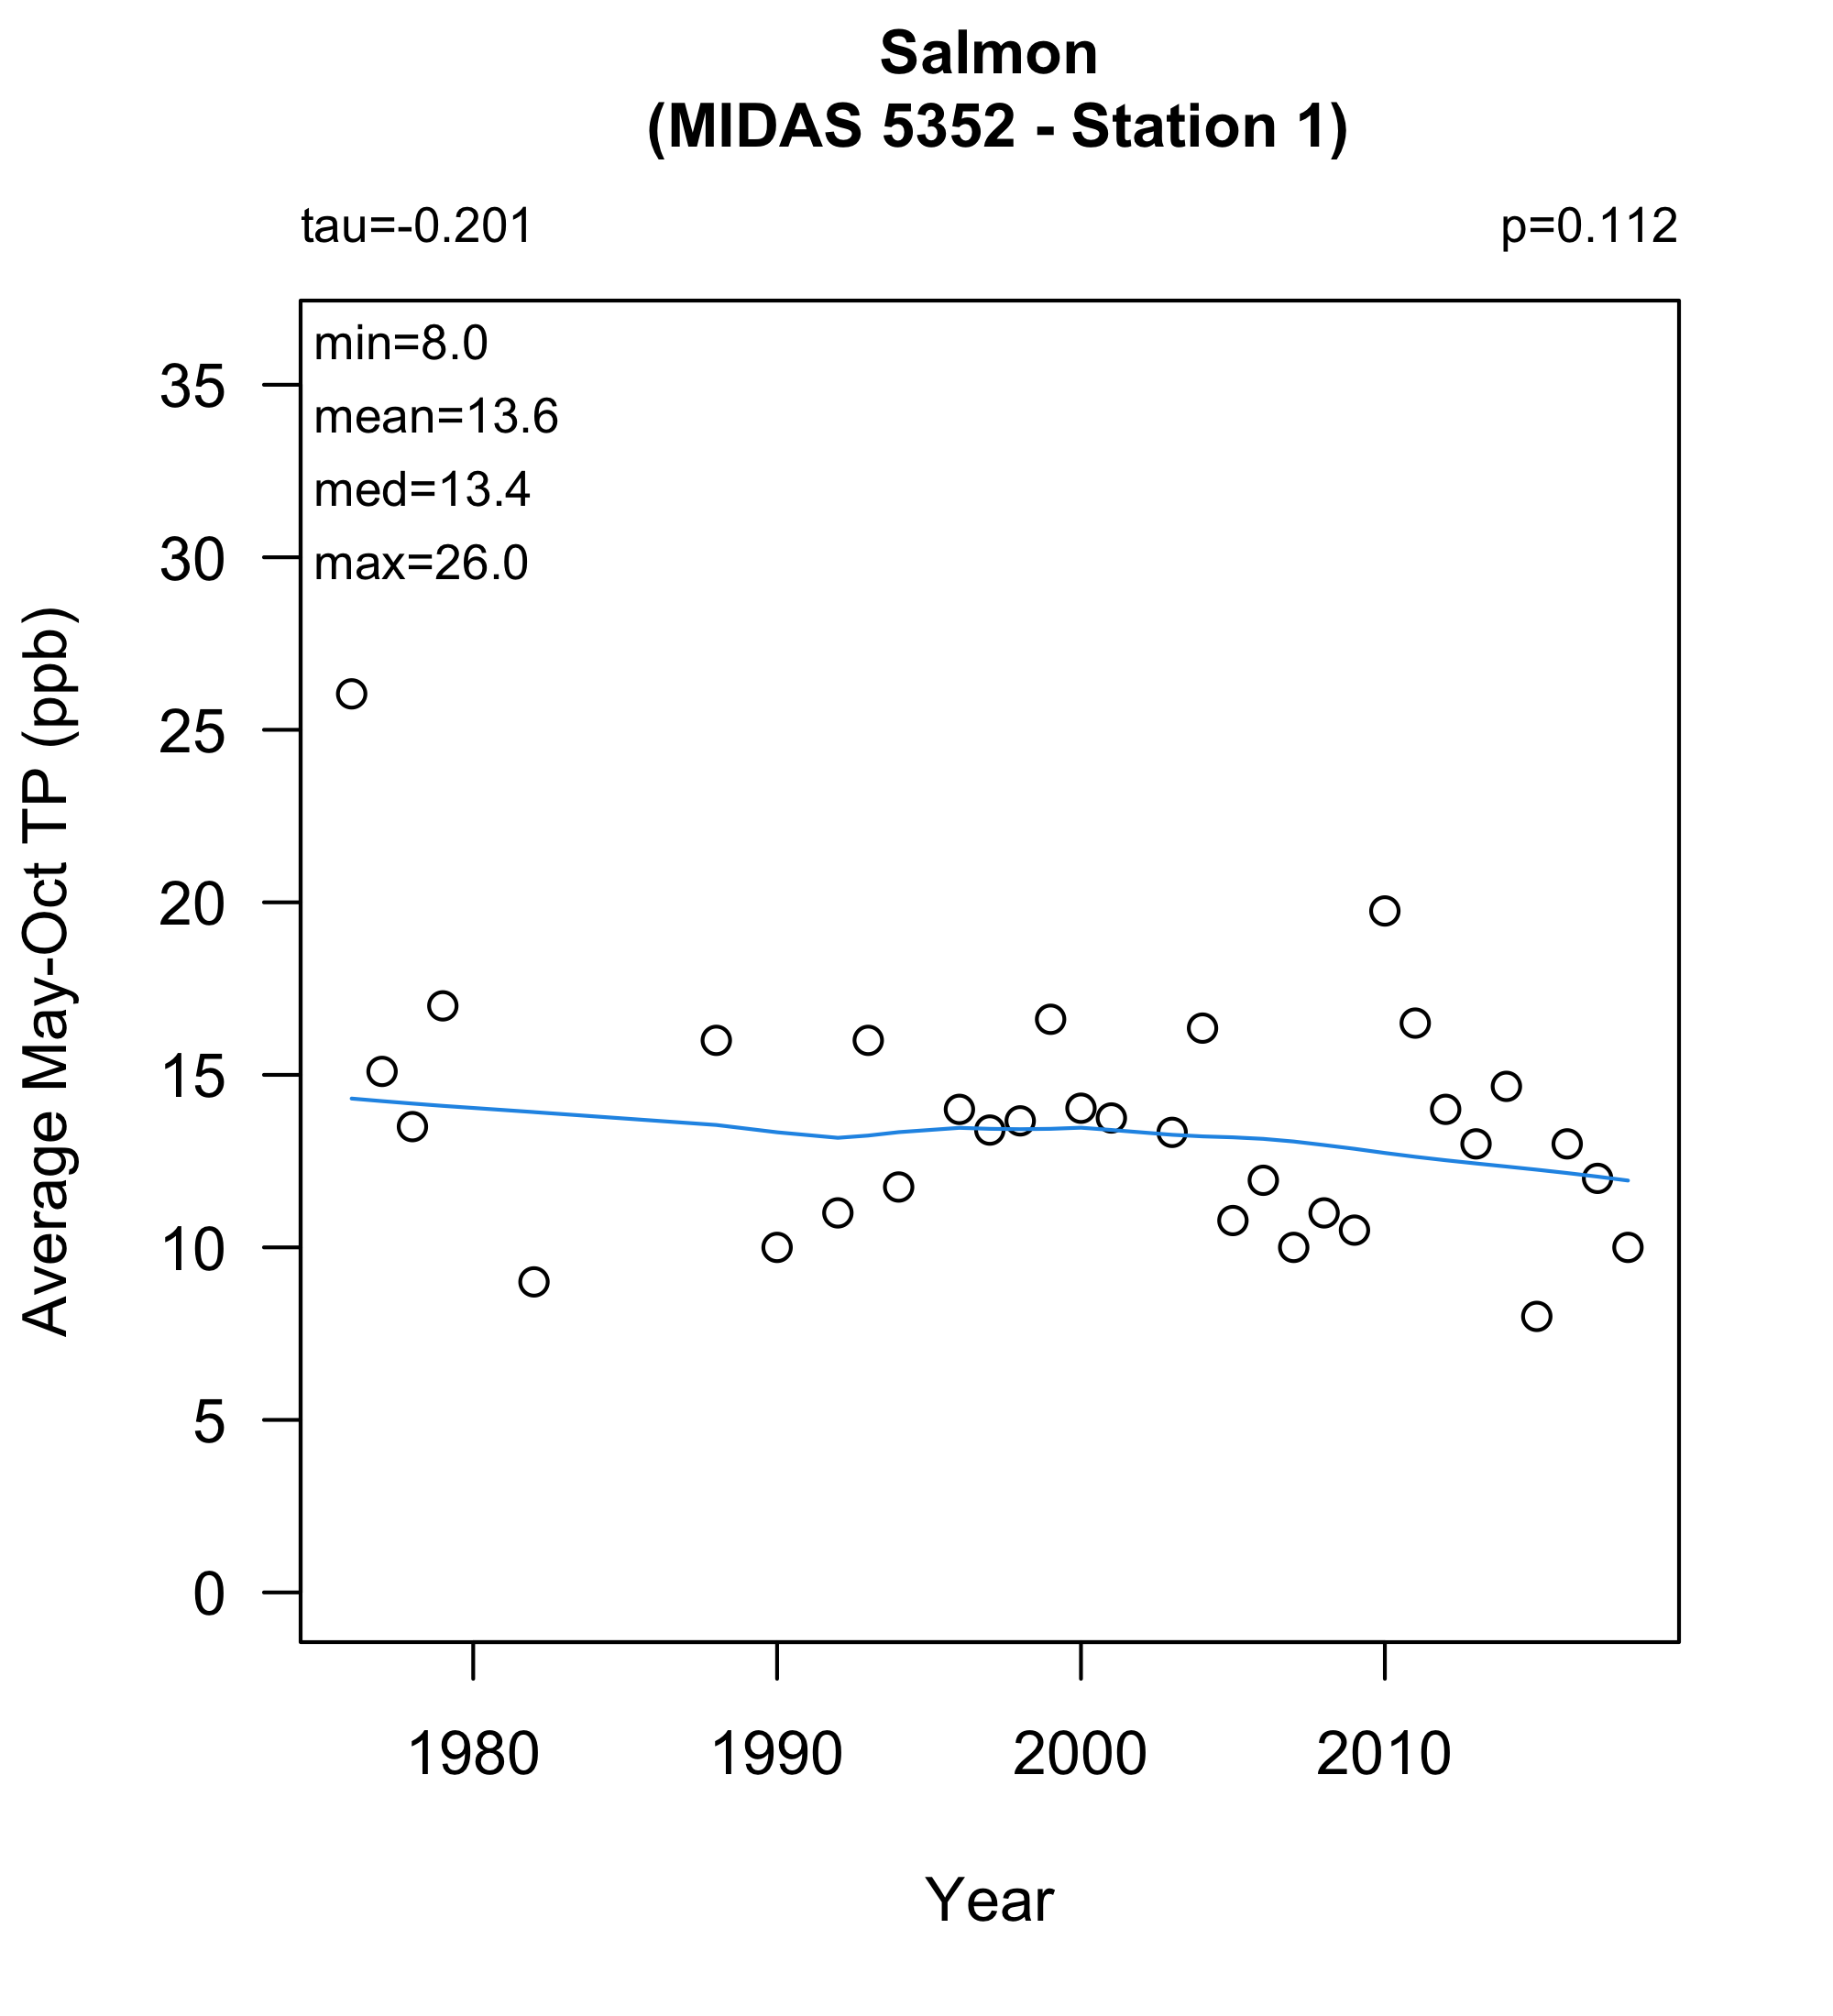 Salmon
(MIDAS 5352 - Station 1)
tau=-0.201
p=0.112
min=8.0
mean=13.6
med=13.4
max=26.0
Average May-Oct TP (ppb)
35
30
25
20
15
10
5
0
1980
1990
2000
2010
Year